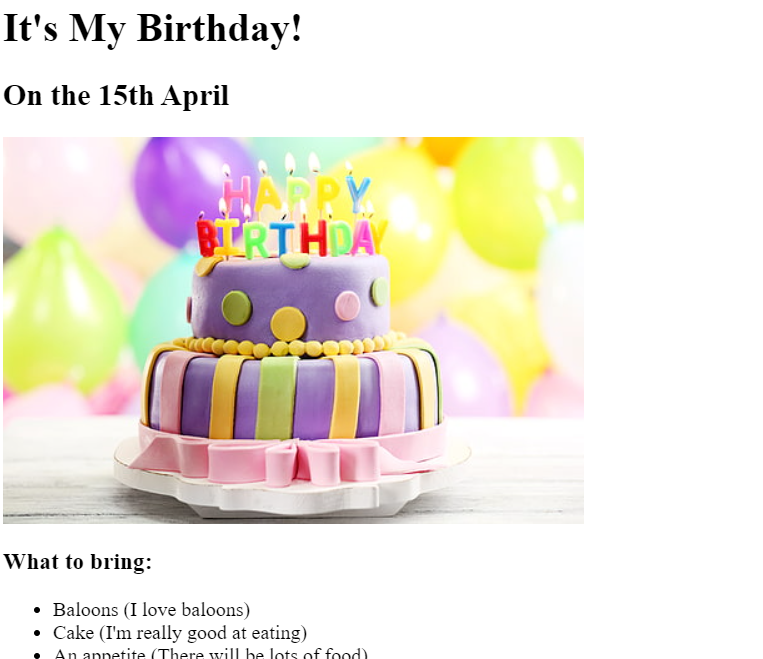 It's My Birthday!
On the 15th April
HAPPY
BIRTHDAY
What to bring:
Baloons (I love baloons)
Cake (I'm really good at eating)
An appetite (There will be lots of food)